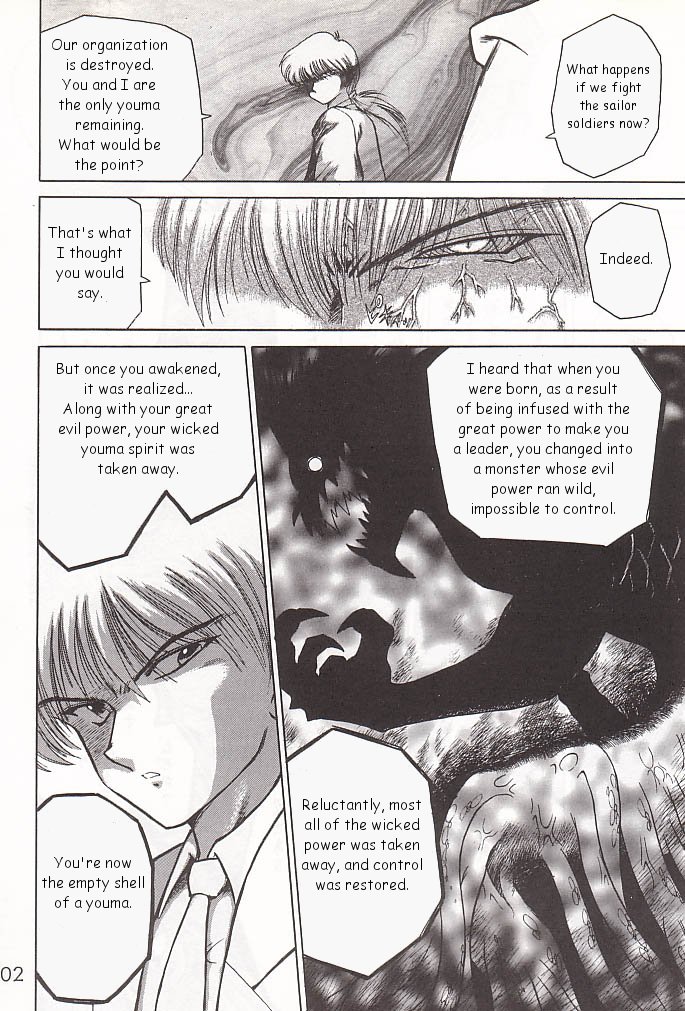 What happens
if we fight
the sailor
soldiers now?
Our organization
is destroyed.
You and I are
the only youma
remaining.
What would be
the point?
Indeed.
That's what
I thought
you would
say.
I heard that when you
were born, as a result
of being infused with the
great power to make you
a leader, you changed into
a monster whose evil
power ran wild,
impossible to control.
Reluctantly, most
all of the wicked
power was taken
away, and control
was restored.
But once you awakened,
it was realized...
Along with your great
evil power, your wicked
youma spirit was
taken away.
You're now
the empty shell
of a youma.
02